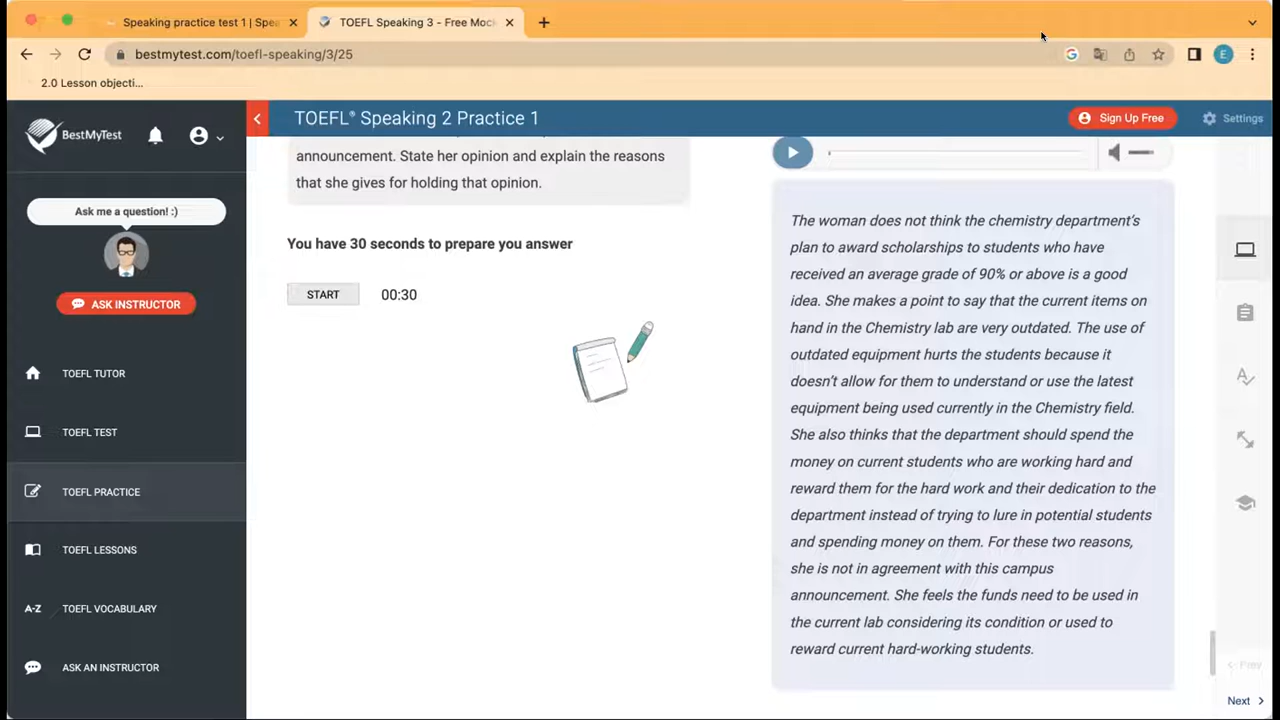 Speaking practice test 1 | Spea
TOEFL Speaking 3 - Free Mock
bestmytest.com/toefl-speaking/3/25
E
2.0 Lesson objecti...
BestMyTest
TOEFL® Speaking 2 Practice 1
Sign Up Free
Settings
Ask me a question! :)
ASK INSTRUCTOR
TOEFL TUTOR
TOEFL TEST
TOEFL PRACTICE
TOEFL LESSONS
A-Z TOEFL VOCABULARY
ASK AN INSTRUCTOR
announcement. State her opinion and explain the reasons
that she gives for holding that opinion.
You have 30 seconds to prepare you answer
START 00:30
The woman does not think the chemistry department's
plan to award scholarships to students who have
received an average grade of 90% or above is a good
idea. She makes a point to say that the current items on
hand in the Chemistry lab are very outdated. The use of
outdated equipment hurts the students because it
doesn't allow for them to understand or use the latest
equipment being used currently in the Chemistry field.
She also thinks that the department should spend the
money on current students who are working hard and
reward them for the hard work and their dedication to the
department instead of trying to lure in potential students
and spending money on them. For these two reasons,
she is not in agreement with this campus
announcement. She feels the funds need to be used in
the current lab considering its condition or used to
reward current hard-working students.
< Prev
Next >